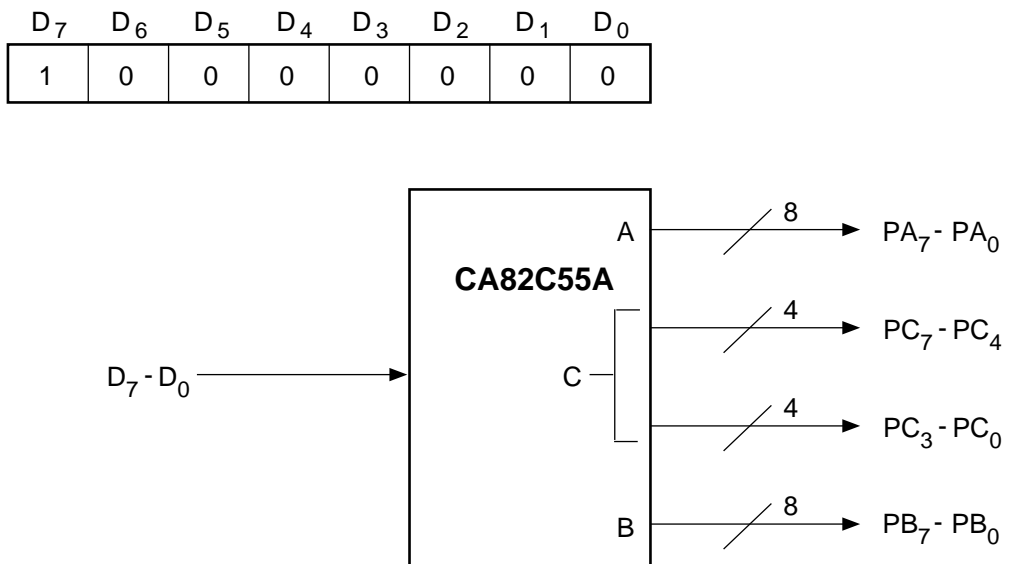 D7 D6 D5 D4 D3 D2 D1 D0
1 0 0 0 0 0 0 0
8
A PA7 - PA0
CA82C55A
4
PC7 - PC4
D7 - D0 C
4
PC3 - PC0
8
B PB7 - PB0